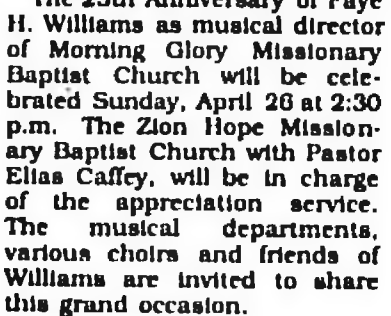 The 25th Anniversary of Faye
H. Williams as musical director
of Morning Glory Missionary
Baptist Church will be cele-
brated Sunday, April 26 at 2:30
p.m. The Zion Hope Mission-
ary Baptist Church with Pastor
Elias Caffey, will be in charge
of the appreciation service.
The musical departments,
various choirs and friends of
Williams are invited to share
this grand occasion.